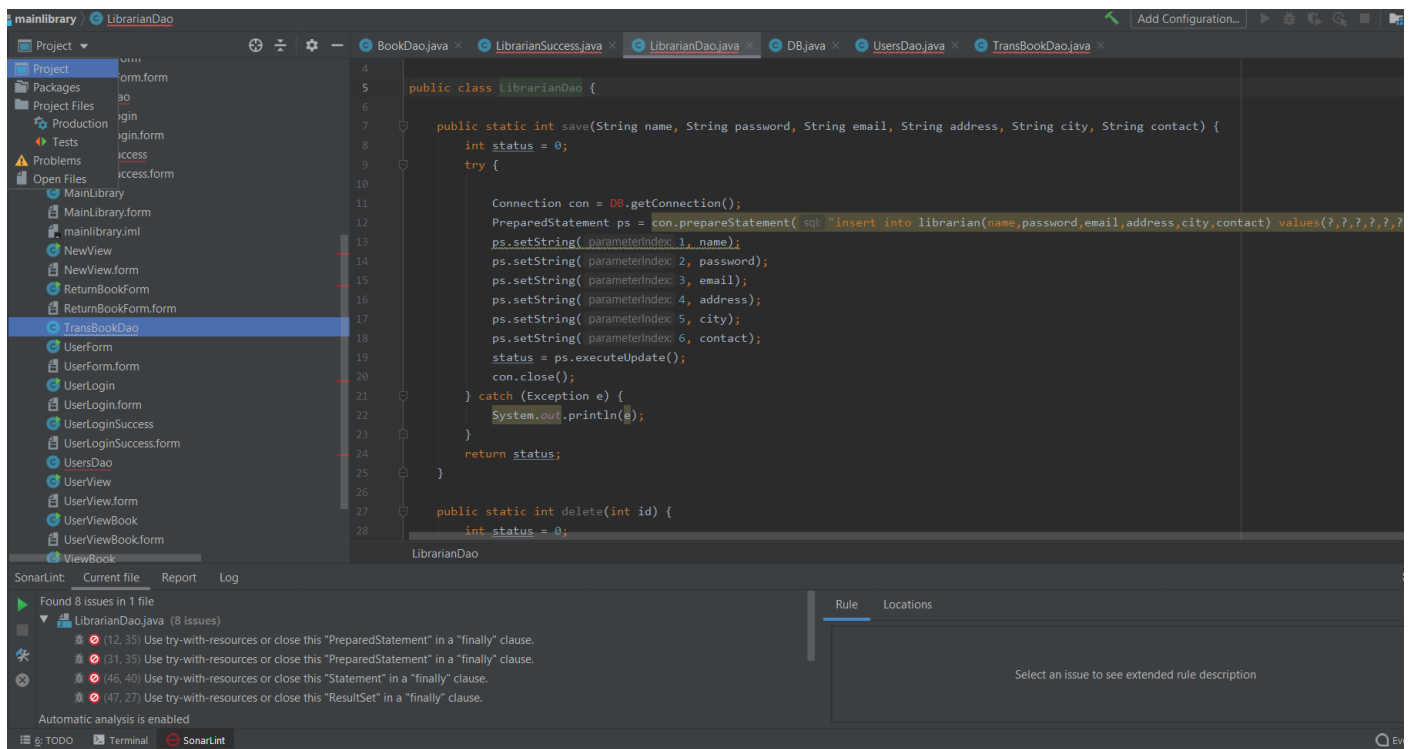 mainlibrary LibrarianDao
Add Configuration...
Project
BookDao.java LibrarianSuccess.java LibrarianDao.java DB.java UsersDao.java TransBookDao.java
Project
Packages
Project Files
Production
Tests
Problems
Open Files
orm.form
ao
ogin
ogin.form
uccess
uccess.form
MainLibrary
MainLibrary.form
mainlibrary.iml
NewView
NewView.form
ReturnBookForm
ReturnBookForm.form
TransBookDao
UserForm
UserForm.form
UserLogin
UserLogin.form
UserLoginSuccess
UserLoginSuccess.form
UsersDao
UserView
UserView.form
UserViewBook
UserViewBook.form
ViewBook
4
5 public class LibrarianDao {
6
7 public static int save(String name, String password, String email, String address, String city, String contact) {
8 int status = 0;
9 try {
10
11 Connection con = DB.getConnection();
12 PreparedStatement ps = con.prepareStatement( sql: "insert into librarian(name,password,email,address,city,contact) values(?,?,?,?,?,?
13 ps.setString( parameterIndex: 1, name);
14 ps.setString( parameterIndex: 2, password);
15 ps.setString( parameterIndex: 3, email);
16 ps.setString( parameterIndex: 4, address);
17 ps.setString( parameterIndex: 5, city);
18 ps.setString( parameterIndex: 6, contact);
19 status = ps.executeUpdate();
20 con.close();
21 } catch (Exception e) {
22 System.out.println(e);
23 }
24 return status;
25 }
26
27 public static int delete(int id) {
28 int status = 0;
LibrarianDao
SonarLint: Current file Report Log
Found 8 issues in 1 file
LibrarianDao.java (8 issues)
(12, 35) Use try-with-resources or close this "PreparedStatement" in a "finally" clause.
(31, 35) Use try-with-resources or close this "PreparedStatement" in a "finally" clause.
(46, 40) Use try-with-resources or close this "Statement" in a "finally" clause.
(47, 27) Use try-with-resources or close this "ResultSet" in a "finally" clause.
Automatic analysis is enabled
Rule Locations
Select an issue to see extended rule description
6: TODO Terminal SonarLint